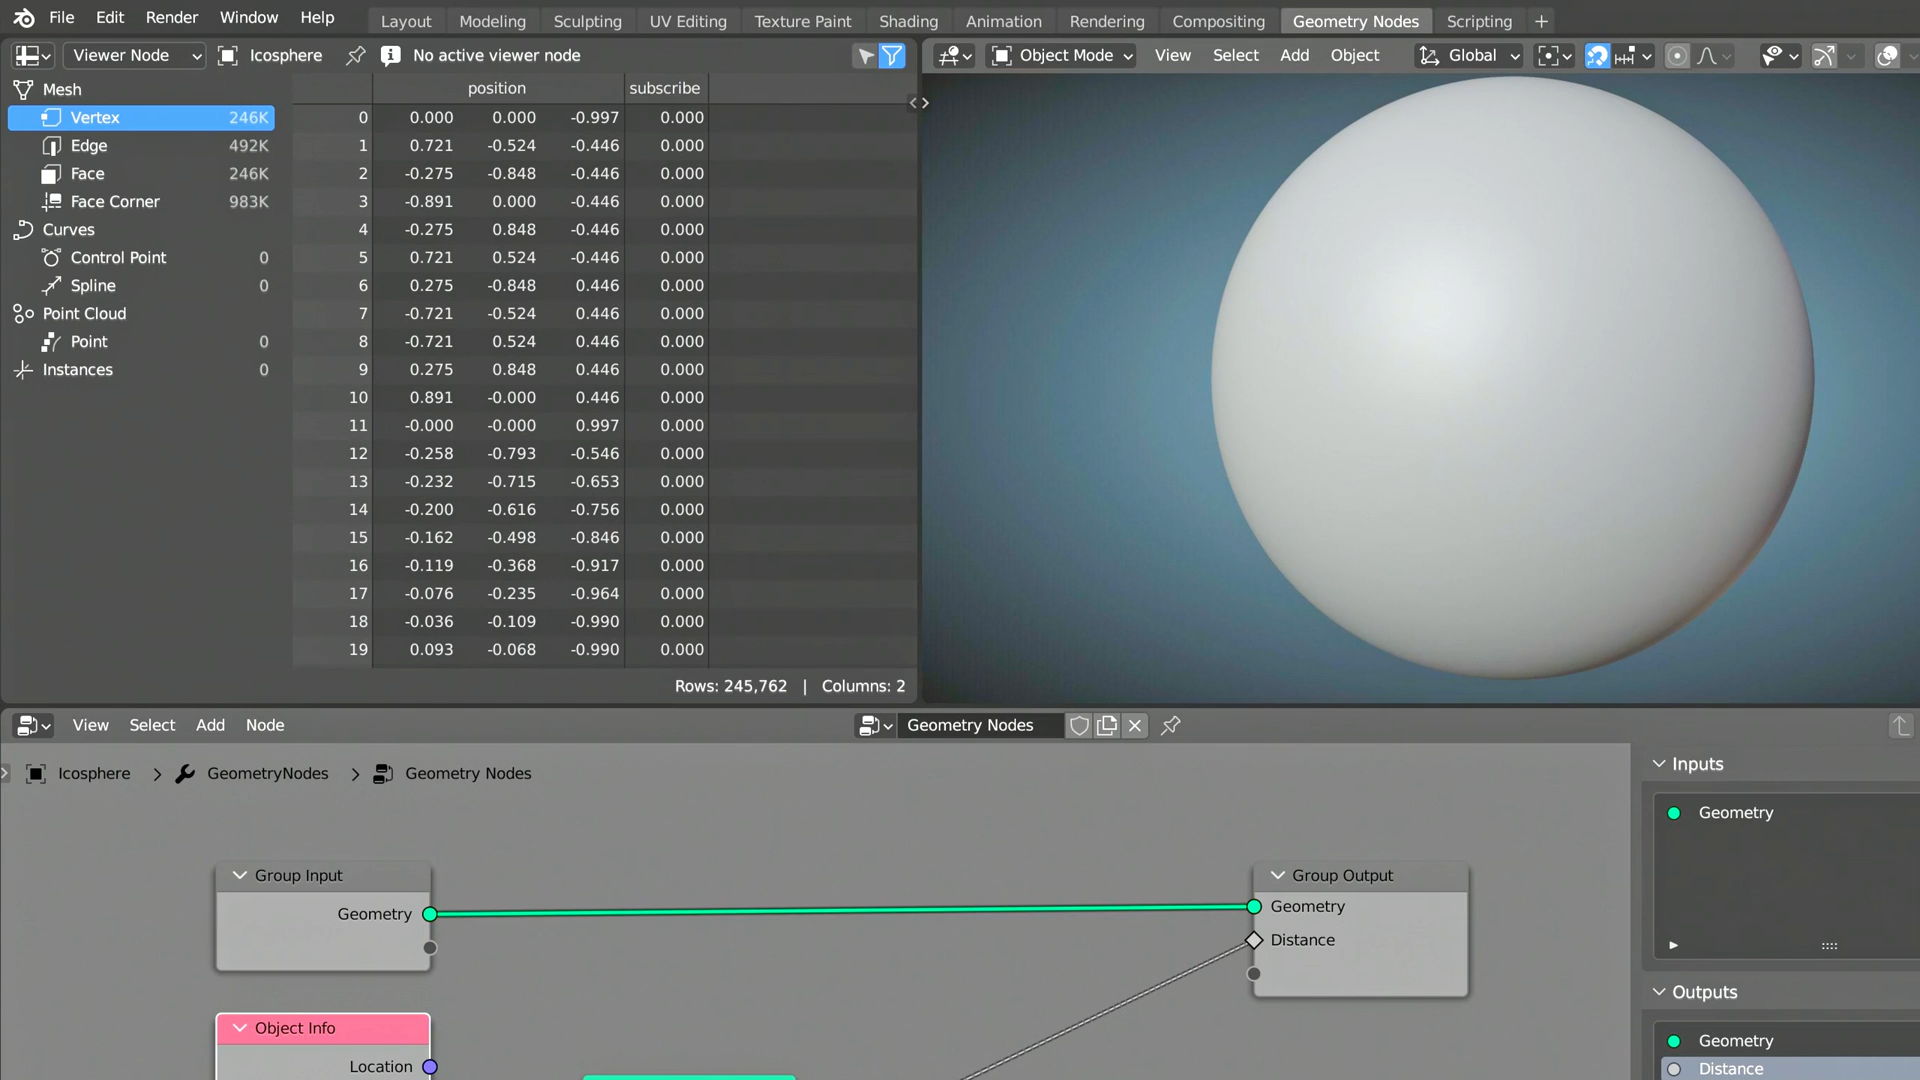 File Edit Render Window Help Layout Modeling Sculpting UV Editing Texture Paint Shading Animation Rendering Compositing Geometry Nodes Scripting +
Viewer Node Icosphere No active viewer node
Object Mode View Select Add Object Global
Mesh
Vertex 246K
Edge 492K
Face 246K
Face Corner 983K
Curves
Control Point 0
Spline 0
Point Cloud
Point 0
Instances 0
position subscribe
0 0.000 0.000 -0.997 0.000
1 0.721 -0.524 -0.446 0.000
2 -0.275 -0.848 -0.446 0.000
3 -0.891 0.000 -0.446 0.000
4 -0.275 0.848 -0.446 0.000
5 0.721 0.524 -0.446 0.000
6 0.275 -0.848 0.446 0.000
7 -0.721 -0.524 0.446 0.000
8 -0.721 0.524 0.446 0.000
9 0.275 0.848 0.446 0.000
10 0.891 -0.000 0.446 0.000
11 -0.000 -0.000 0.997 0.000
12 -0.258 -0.793 -0.546 0.000
13 -0.232 -0.715 -0.653 0.000
14 -0.200 -0.616 -0.756 0.000
15 -0.162 -0.498 -0.846 0.000
16 -0.119 -0.368 -0.917 0.000
17 -0.076 -0.235 -0.964 0.000
18 -0.036 -0.109 -0.990 0.000
19 0.093 -0.068 -0.990 0.000
Rows: 245,762 | Columns: 2
View Select Add Node Geometry Nodes
Icosphere > GeometryNodes > Geometry Nodes
Group Input
Geometry
Group Output
Geometry
Distance
Object Info
Location
Inputs
Geometry
Outputs
Geometry
Distance